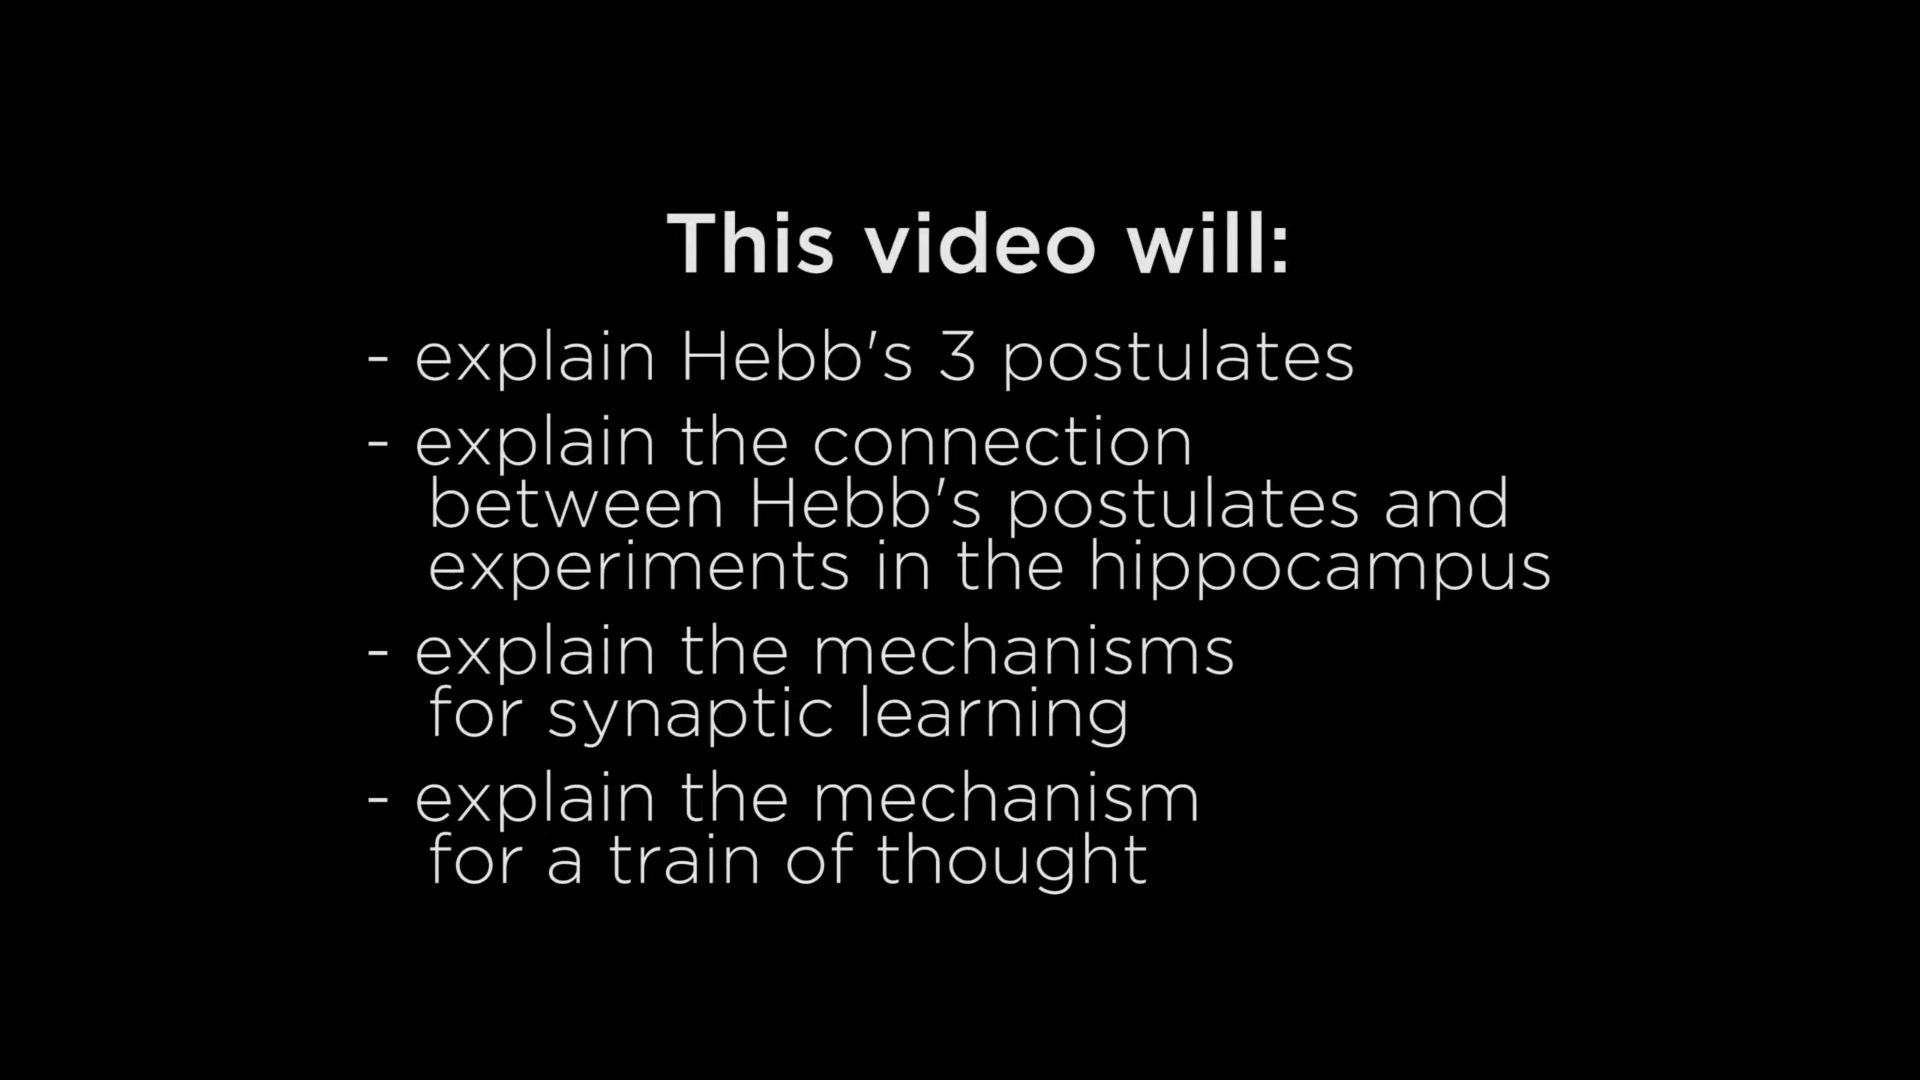 This video will:
- explain Hebb's 3 postulates
- explain the connection
between Hebb's postulates and
experiments in the hippocampus
- explain the mechanisms
for synaptic learning
- explain the mechanism
for a train of thought